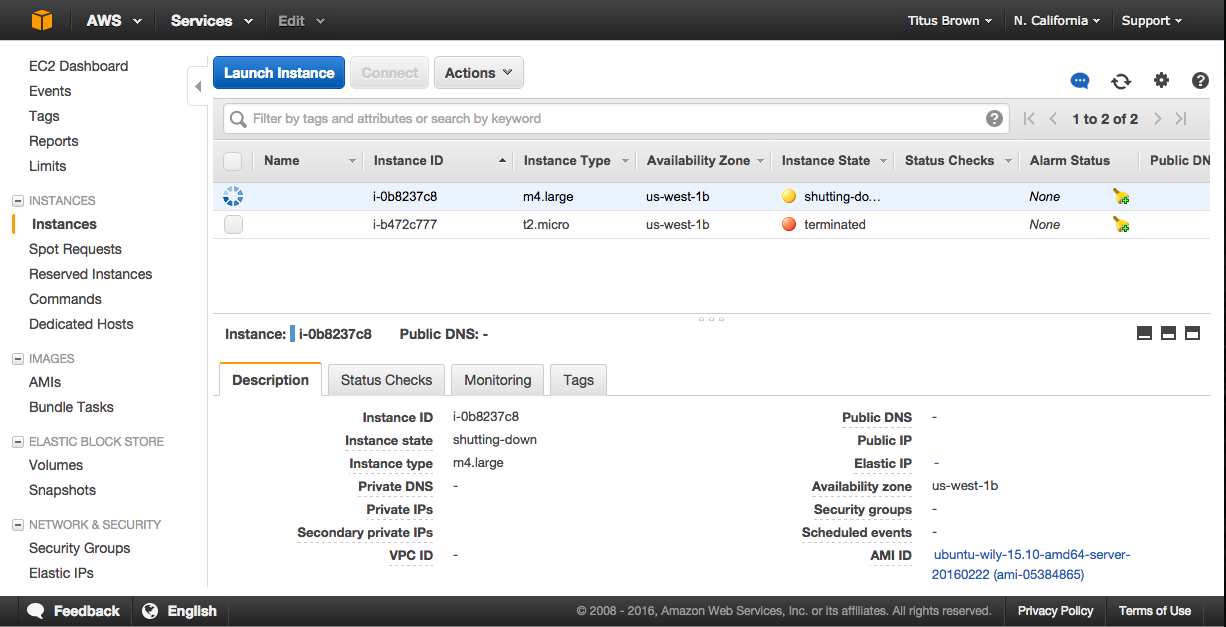 AWS Services Edit Titus Brown N. California Support
EC2 Dashboard
Events
Tags
Reports
Limits
INSTANCES
Instances
Spot Requests
Reserved Instances
Commands
Dedicated Hosts
IMAGES
AMIs
Bundle Tasks
ELASTIC BLOCK STORE
Volumes
Snapshots
NETWORK & SECURITY
Security Groups
Elastic IPs
Launch Instance Connect Actions
Filter by tags and attributes or search by keyword 1 to 2 of 2
Name Instance ID Instance Type Availability Zone Instance State Status Checks Alarm Status Public DN
i-0b8237c8 m4.large us-west-1b shutting-do... None
i-b472c777 t2.micro us-west-1b terminated None
Instance: i-0b8237c8 Public DNS: -
Description Status Checks Monitoring Tags
Instance ID i-0b8237c8 Public DNS -
Instance state shutting-down Public IP
Instance type m4.large Elastic IP -
Private DNS - Availability zone us-west-1b
Private IPs Security groups -
Secondary private IPs Scheduled events -
VPC ID - AMI ID ubuntu-wily-15.10-amd64-server-
20160222 (ami-05384865)
Feedback English © 2008 - 2016, Amazon Web Services, Inc. or its affiliates. All rights reserved. Privacy Policy Terms of Use